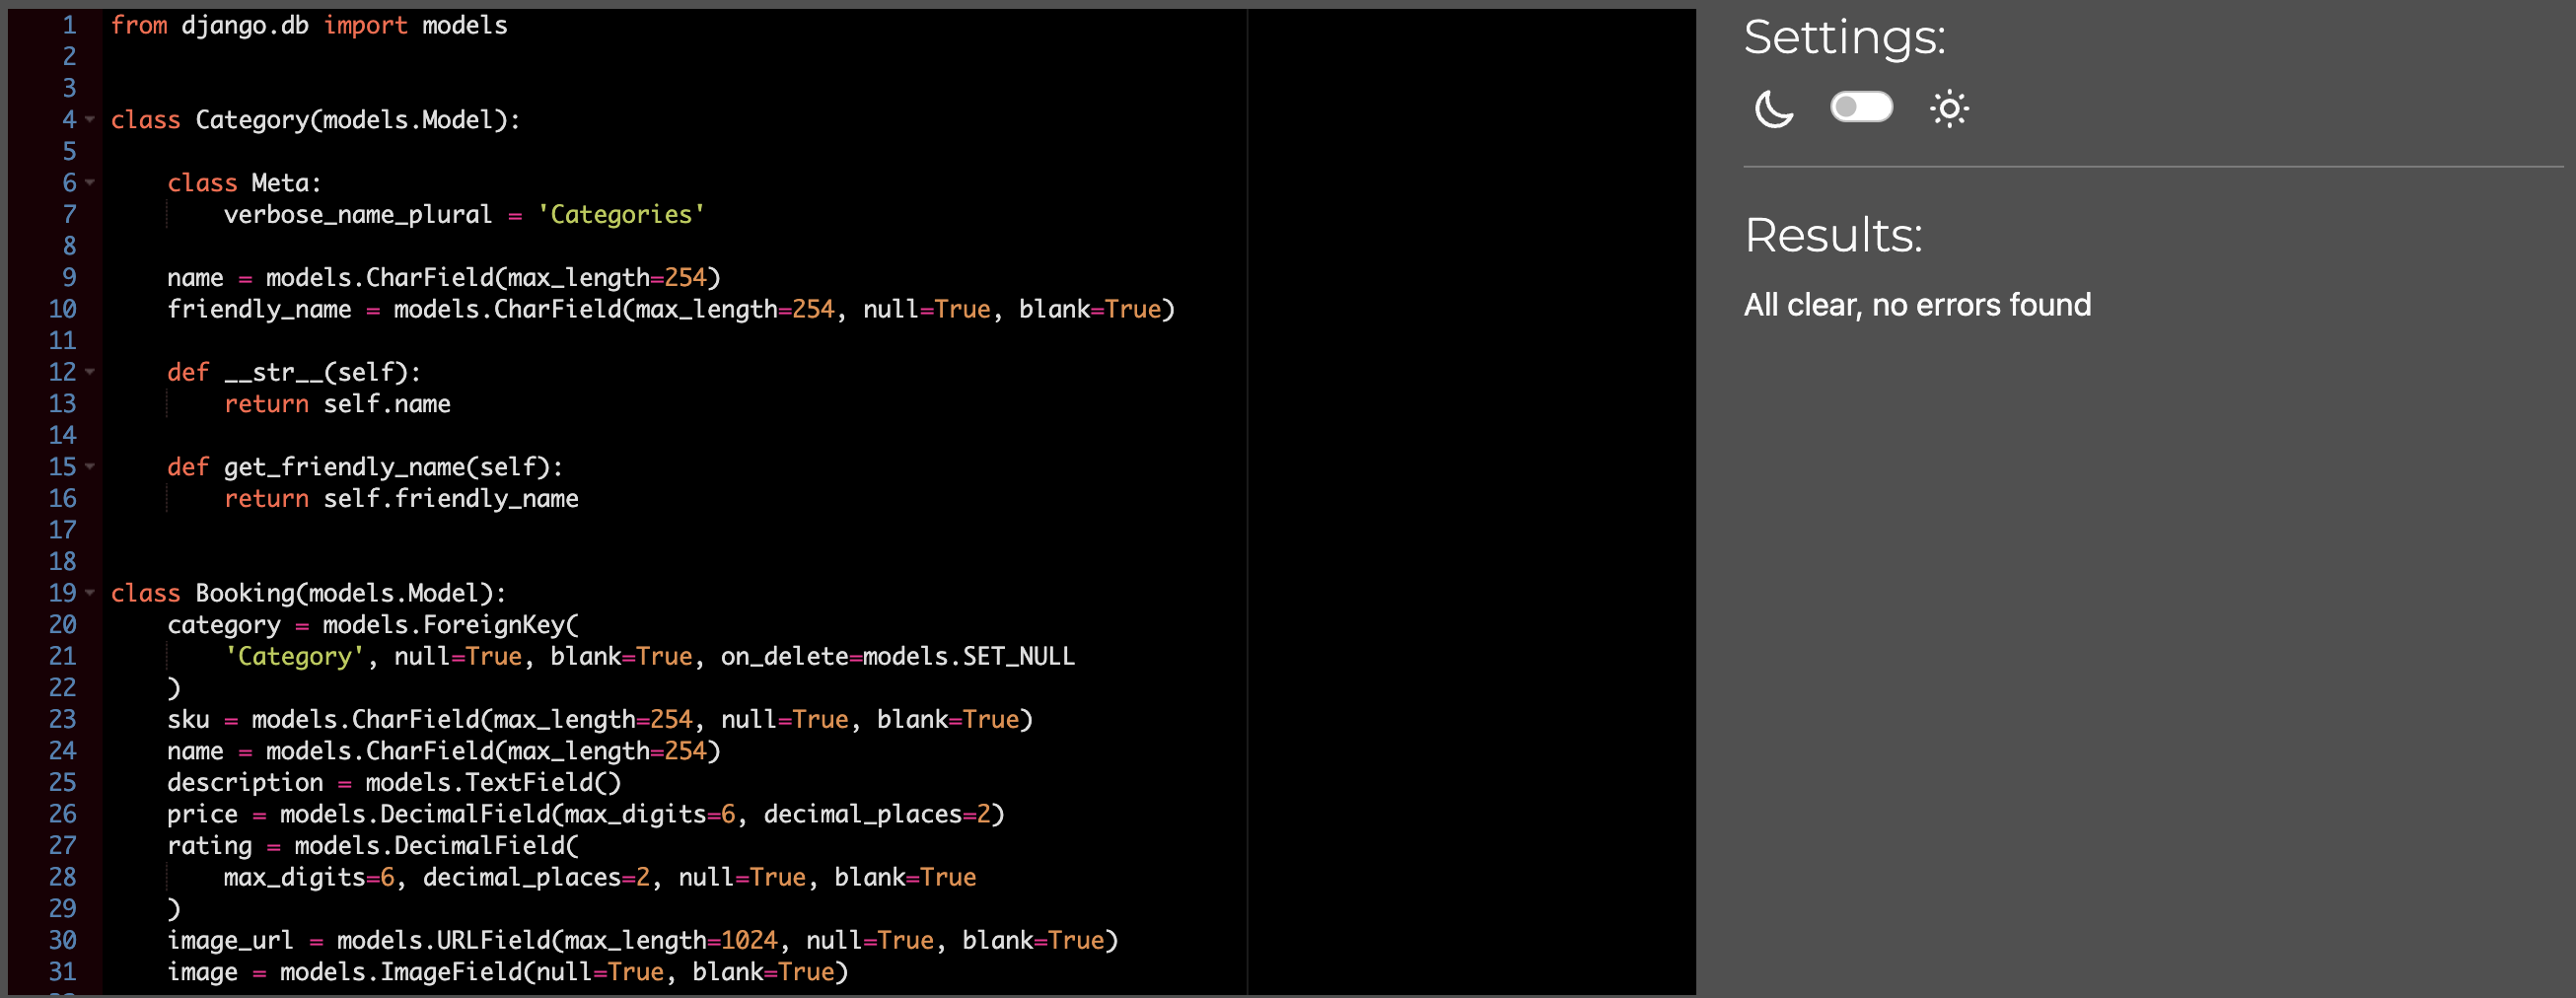 1 from django.db import models
2
3
4 class Category(models.Model):
5
6     class Meta:
7         verbose_name_plural = 'Categories'
8
9     name = models.CharField(max_length=254)
10     friendly_name = models.CharField(max_length=254, null=True, blank=True)
11
12     def __str__(self):
13         return self.name
14
15     def get_friendly_name(self):
16         return self.friendly_name
17
18
19 class Booking(models.Model):
20     category = models.ForeignKey(
21         'Category', null=True, blank=True, on_delete=models.SET_NULL
22     )
23     sku = models.CharField(max_length=254, null=True, blank=True)
24     name = models.CharField(max_length=254)
25     description = models.TextField()
26     price = models.DecimalField(max_digits=6, decimal_places=2)
27     rating = models.DecimalField(
28         max_digits=6, decimal_places=2, null=True, blank=True
29     )
30     image_url = models.URLField(max_length=1024, null=True, blank=True)
31     image = models.ImageField(null=True, blank=True)
Settings:
Results:
All clear, no errors found